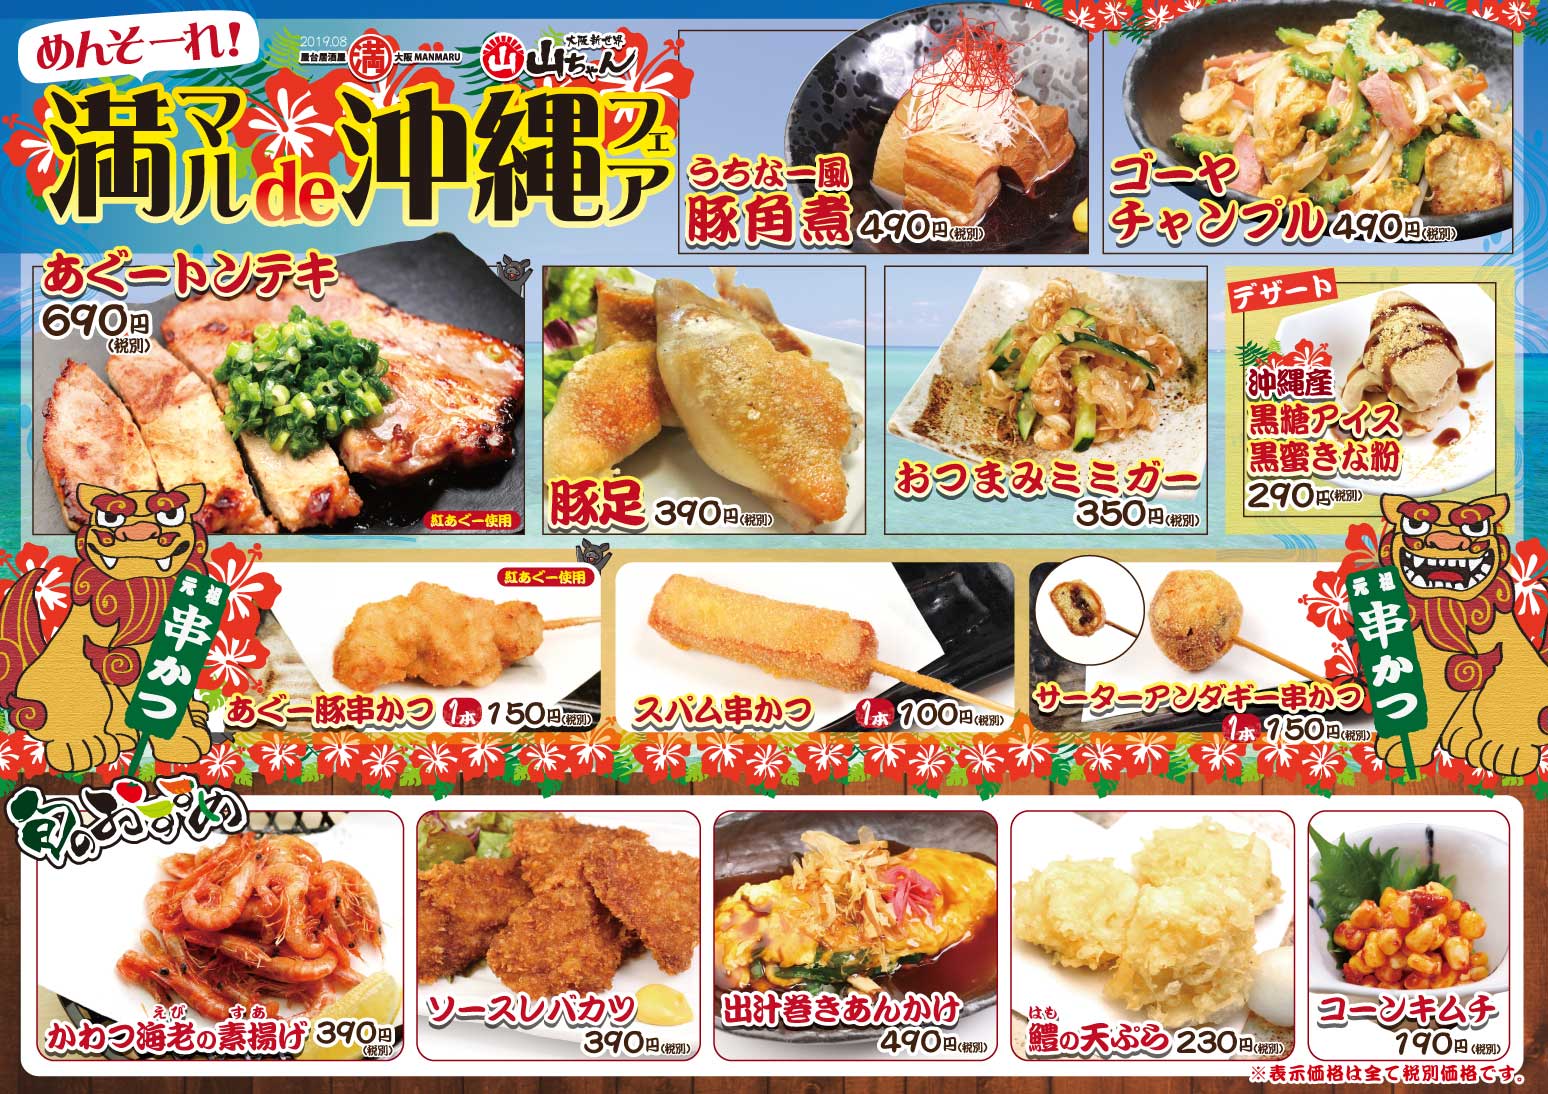 めんそーれ!
2019.08
屋台居酒屋 満 大阪 MANMARU
山 大阪新世界 山ちゃん
満マルde沖縄フェア
うちなー風
豚角煮 490円(税別)
ゴーヤ
チャンプル 490円(税別)
あぐートンテキ
690円
(税別)
紅あぐー使用
豚足 390円(税別)
おつまみミミガー
350円(税別)
デザート
沖縄産
黒糖アイス
黒蜜きな粉
290円(税別)
元祖 串かつ
紅あぐー使用
あぐー豚串かつ 1本 150円(税別)
スパム串かつ 1本 100円(税別)
サーターアンダギー串かつ
1本 150円(税別)
元祖 串かつ
旬のおすすめ
えび すあ
かわつ海老の素揚げ 390円
(税別)
ソースレバカツ
390円(税別)
出汁巻きあんかけ
490円(税別)
はも
鱧の天ぷら 230円(税別)
コーンキムチ
190円(税別)
※表示価格は全て税別価格です。